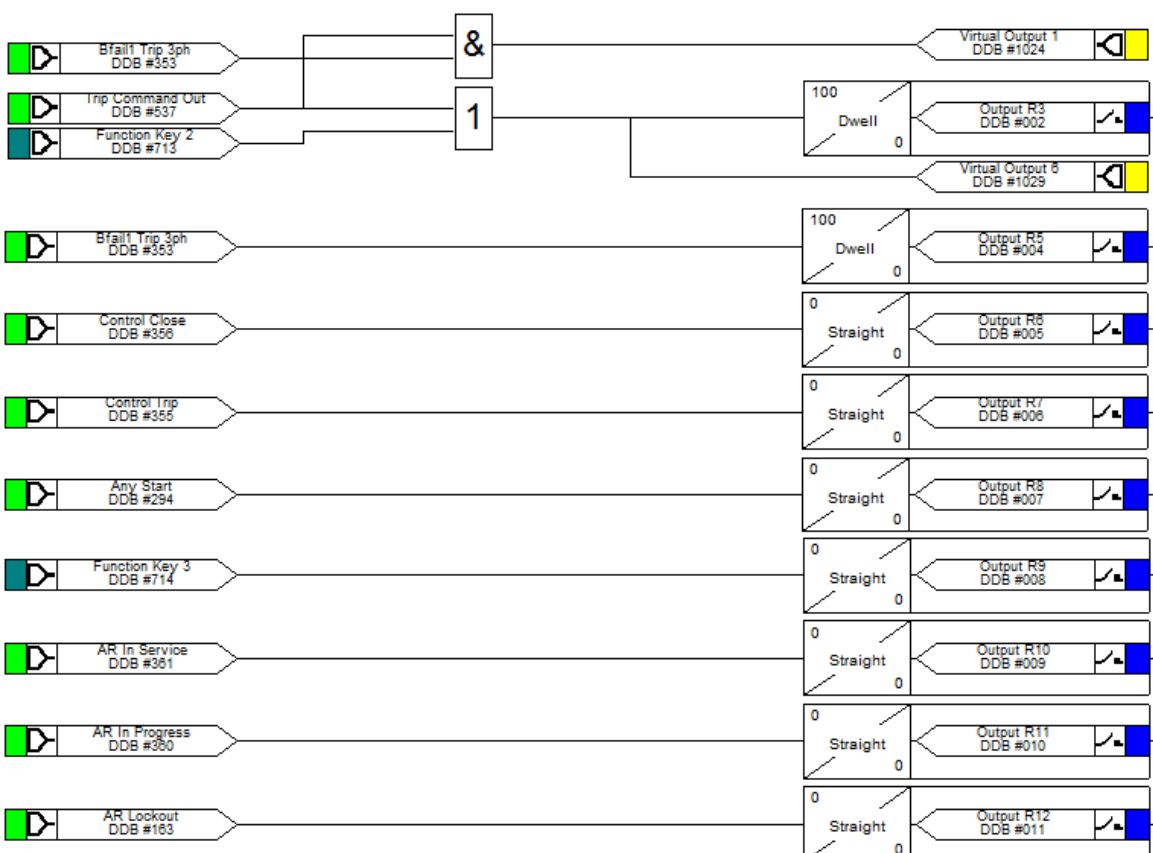 Bfail1 Trip 3ph
DDB #353
&
Virtual Output 1
DDB #1024
Trip Command Out
DDB #537
1
100
Dwell
0
Output R3
DDB #002
Function Key 2
DDB #713
Virtual Output 6
DDB #1029
Bfail1 Trip 3ph
DDB #353
100
Dwell
0
Output R5
DDB #004
Control Close
DDB #356
0
Straight
0
Output R6
DDB #005
Control Trip
DDB #355
0
Straight
0
Output R7
DDB #006
Any Start
DDB #294
0
Straight
0
Output R8
DDB #007
Function Key 3
DDB #714
0
Straight
0
Output R9
DDB #008
AR In Service
DDB #361
0
Straight
0
Output R10
DDB #009
AR In Progress
DDB #360
0
Straight
0
Output R11
DDB #010
AR Lockout
DDB #163
0
Straight
0
Output R12
DDB #011